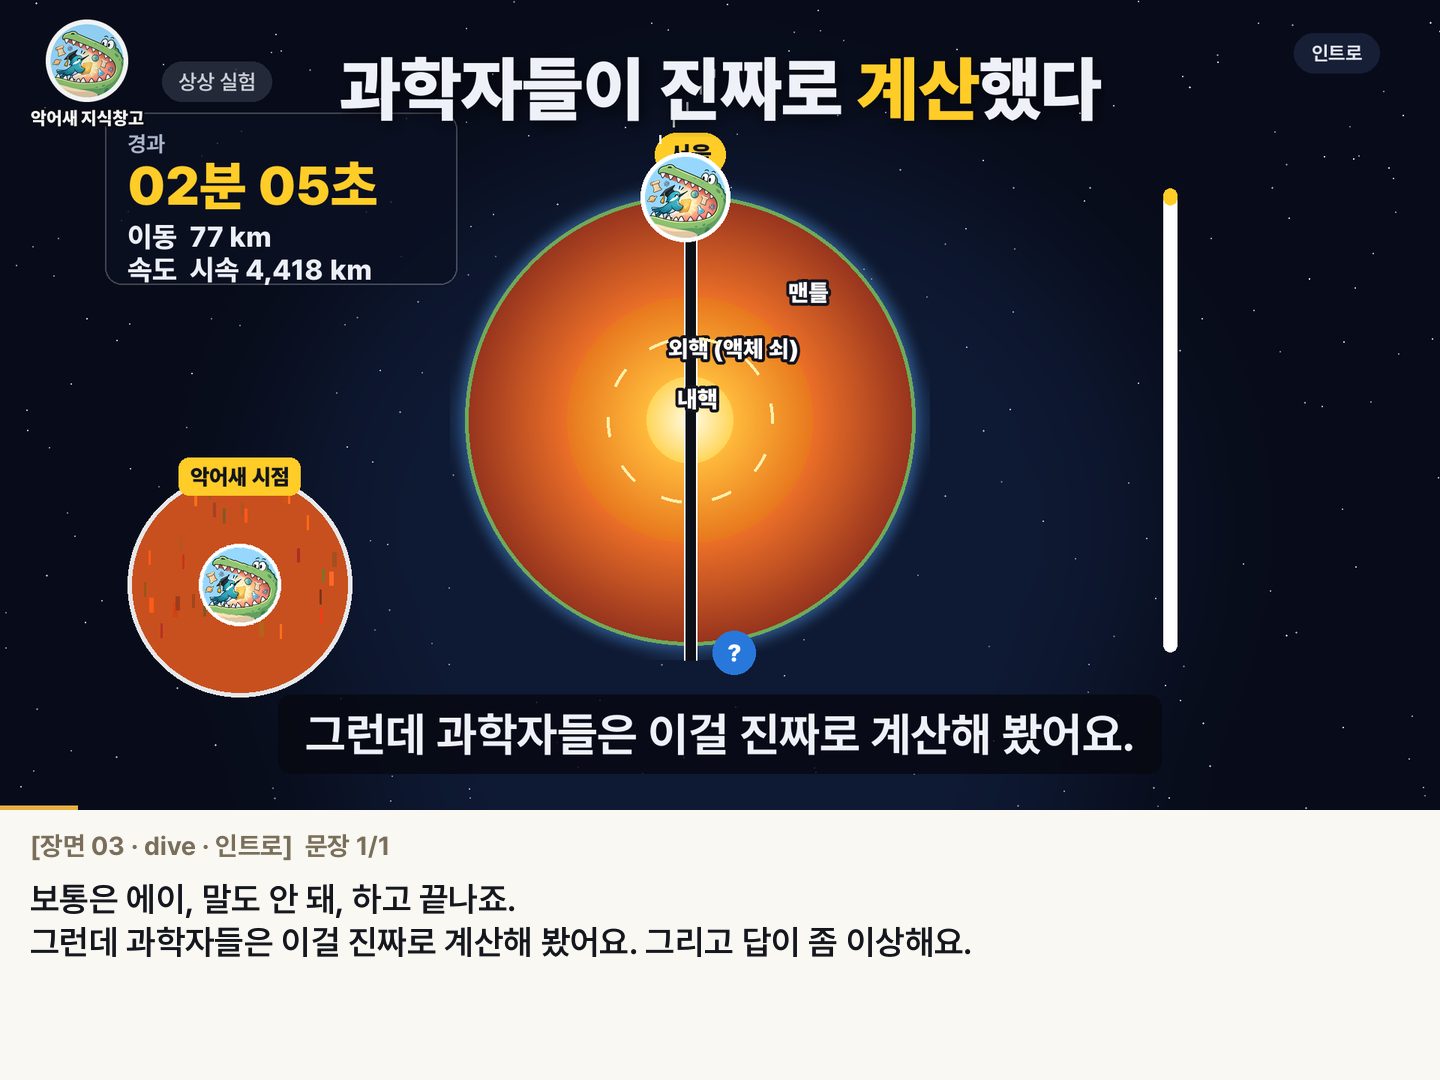 악어새 지식창고
상상 실험
과학자들이 진짜로 계산했다
인트로
경과
02분 05초
이동 77 km
속도 시속 4,418 km
서울
맨틀
외핵 (액체 쇠)
내핵
악어새 시점
?
그런데 과학자들은 이걸 진짜로 계산해 봤어요.
[장면 03 · dive · 인트로] 문장 1/1
보통은 에이, 말도 안 돼, 하고 끝나죠.
그런데 과학자들은 이걸 진짜로 계산해 봤어요. 그리고 답이 좀 이상해요.